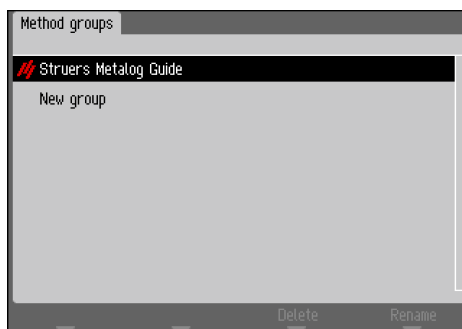 Method groups
Struers Metalog Guide
New group
Delete
Rename